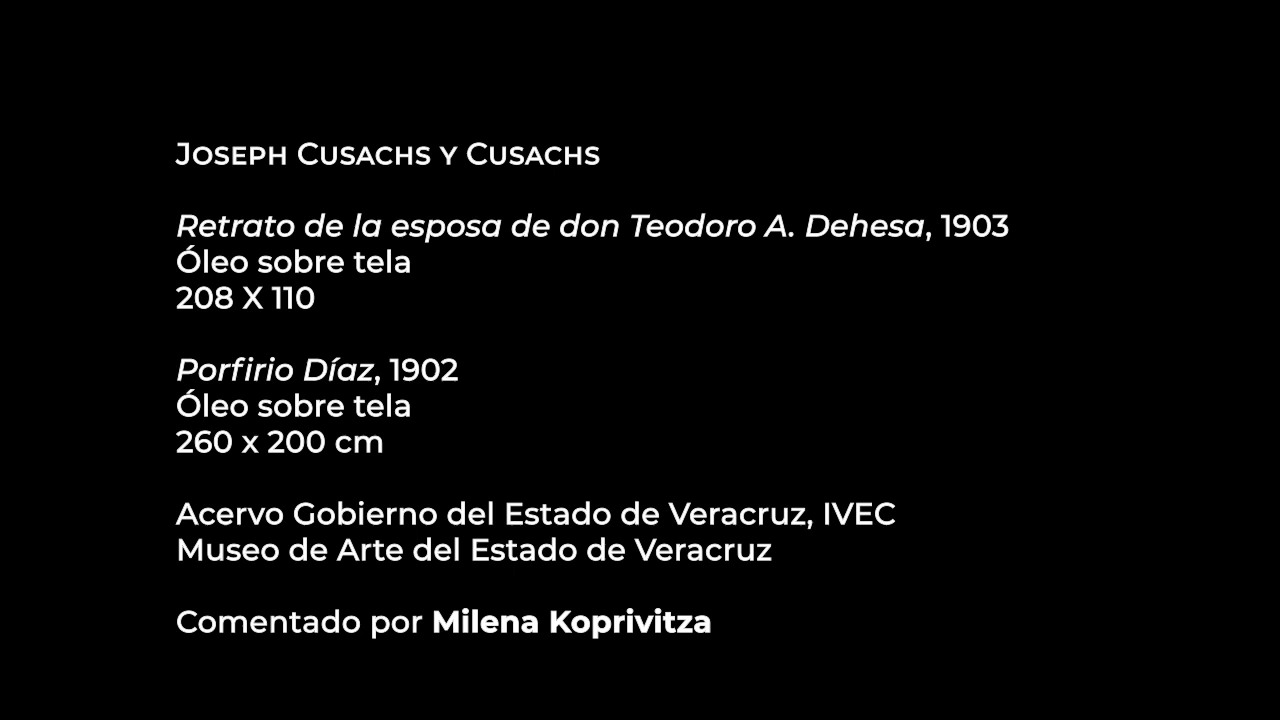 Joseph Cusachs y Cusachs
Retrato de la esposa de don Teodoro A. Dehesa, 1903
Óleo sobre tela
208 X 110
Porfirio Díaz, 1902
Óleo sobre tela
260 x 200 cm
Acervo Gobierno del Estado de Veracruz, IVEC
Museo de Arte del Estado de Veracruz
Comentado por Milena Koprivitza